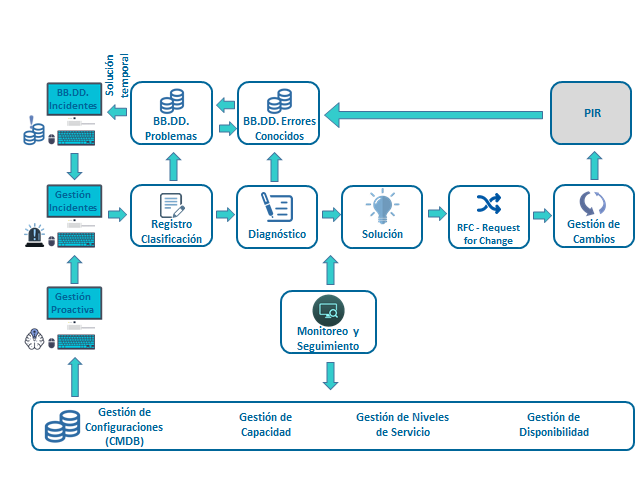 Solución
temporal
BB.DD.
Incidentes
BB.DD.
Problemas
BB.DD. Errores
Conocidos
PIR
Gestión
Incidentes
Registro
Clasificación
Diagnóstico
Solución
RFC - Request
for Change
Gestión de
Cambios
Gestión
Proactiva
Monitoreo y
Seguimiento
Gestión de
Configuraciones
(CMDB)
Gestión de
Capacidad
Gestión de Niveles
de Servicio
Gestión de
Disponibilidad